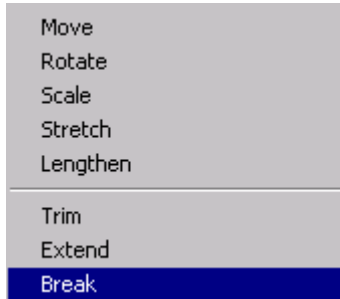 Move
Rotate
Scale
Stretch
Lengthen
Trim
Extend
Break